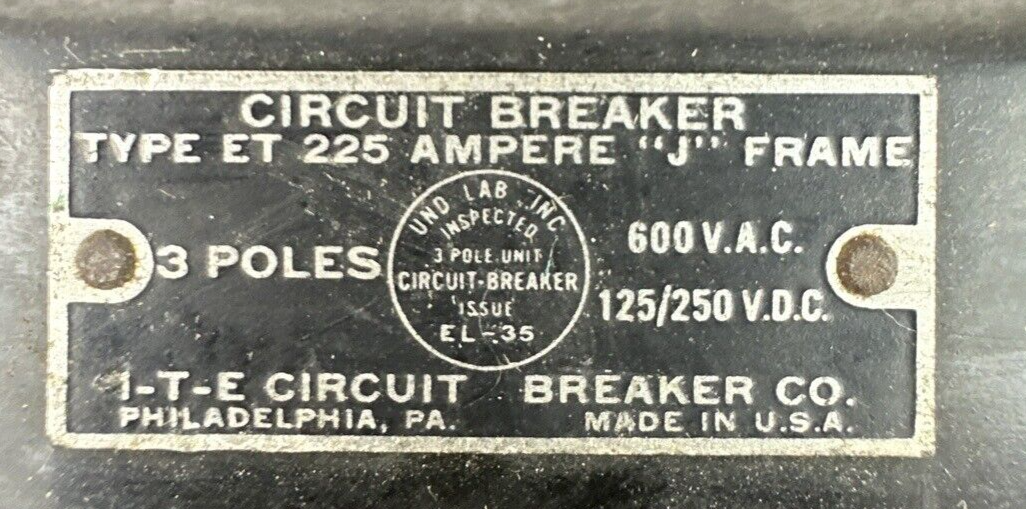 CIRCUIT BREAKER
TYPE ET 225 AMPERE "J" FRAME
3 POLES
UND LAB. INC
INSPECTED
3 POLE UNIT
CIRCUIT-BREAKER
ISSUE
EL-35
600 V.A.C.
125/250 V.D.C.
I-T-E CIRCUIT BREAKER CO.
PHILADELPHIA, PA. MADE IN U.S.A.